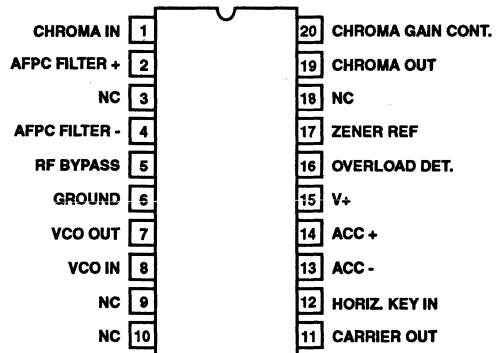 CHROMA IN 1
AFPC FILTER + 2
NC 3
AFPC FILTER - 4
RF BYPASS 5
GROUND 6
VCO OUT 7
VCO IN 8
NC 9
NC 10
20 CHROMA GAIN CONT.
19 CHROMA OUT
18 NC
17 ZENER REF
16 OVERLOAD DET.
15 V+
14 ACC +
13 ACC -
12 HORIZ. KEY IN
11 CARRIER OUT